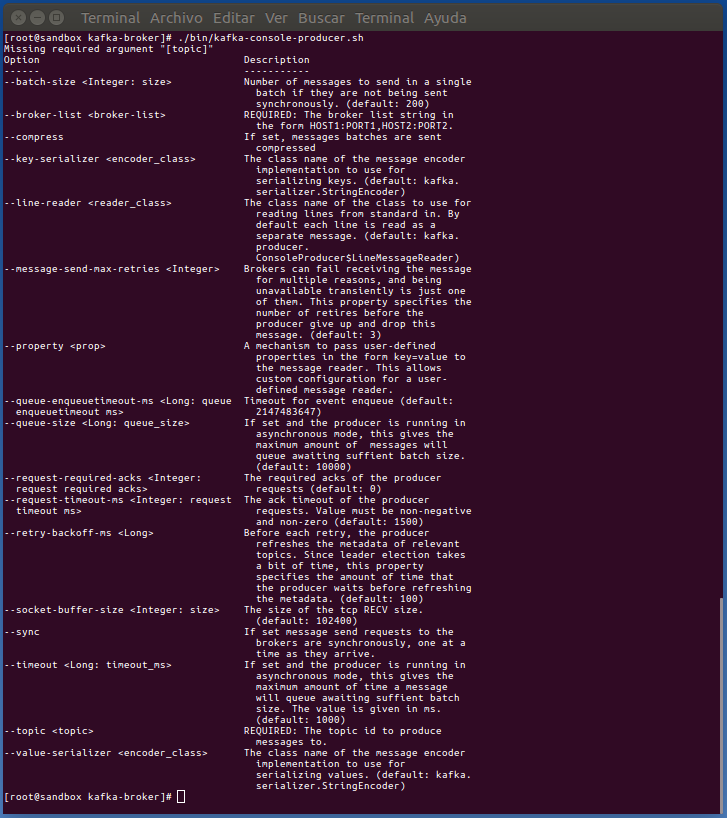 Terminal Archivo Editar Ver Buscar Terminal Ayuda
[root@sandbox kafka-broker]# ./bin/kafka-console-producer.sh
Missing required argument "[topic]"
Option                                  Description
------                                  -----------
--batch-size <Integer: size>            Number of messages to send in a single
                                          batch if they are not being sent
                                          synchronously. (default: 200)
--broker-list <broker-list>             REQUIRED: The broker list string in
                                          the form HOST1:PORT1,HOST2:PORT2.
--compress                              If set, messages batches are sent
                                          compressed
--key-serializer <encoder_class>        The class name of the message encoder
                                          implementation to use for
                                          serializing keys. (default: kafka.
                                          serializer.StringEncoder)
--line-reader <reader_class>            The class name of the class to use for
                                          reading lines from standard in. By
                                          default each line is read as a
                                          separate message. (default: kafka.
                                          producer.
                                          ConsoleProducer$LineMessageReader)
--message-send-max-retries <Integer>    Brokers can fail receiving the message
                                          for multiple reasons, and being
                                          unavailable transiently is just one
                                          of them. This property specifies the
                                          number of retires before the
                                          producer give up and drop this
                                          message. (default: 3)
--property <prop>                       A mechanism to pass user-defined
                                          properties in the form key=value to
                                          the message reader. This allows
                                          custom configuration for a user-
                                          defined message reader.
--queue-enqueuetimeout-ms <Long: queue  Timeout for event enqueue (default:
  enqueuetimeout ms>                      2147483647)
--queue-size <Long: queue_size>         If set and the producer is running in
                                          asynchronous mode, this gives the
                                          maximum amount of  messages will
                                          queue awaiting suffient batch size.
                                          (default: 10000)
--request-required-acks <Integer:       The required acks of the producer
  request required acks>                  requests (default: 0)
--request-timeout-ms <Integer: request  The ack timeout of the producer
  timeout ms>                             requests. Value must be non-negative
                                          and non-zero (default: 1500)
--retry-backoff-ms <Long>               Before each retry, the producer
                                          refreshes the metadata of relevant
                                          topics. Since leader election takes
                                          a bit of time, this property
                                          specifies the amount of time that
                                          the producer waits before refreshing
                                          the metadata. (default: 100)
--socket-buffer-size <Integer: size>    The size of the tcp RECV size.
                                          (default: 102400)
--sync                                  If set message send requests to the
                                          brokers are synchronously, one at a
                                          time as they arrive.
--timeout <Long: timeout_ms>            If set and the producer is running in
                                          asynchronous mode, this gives the
                                          maximum amount of time a message
                                          will queue awaiting suffient batch
                                          size. The value is given in ms.
                                          (default: 1000)
--topic <topic>                         REQUIRED: The topic id to produce
                                          messages to.
--value-serializer <encoder_class>      The class name of the message encoder
                                          implementation to use for
                                          serializing values. (default: kafka.
                                          serializer.StringEncoder)
[root@sandbox kafka-broker]#